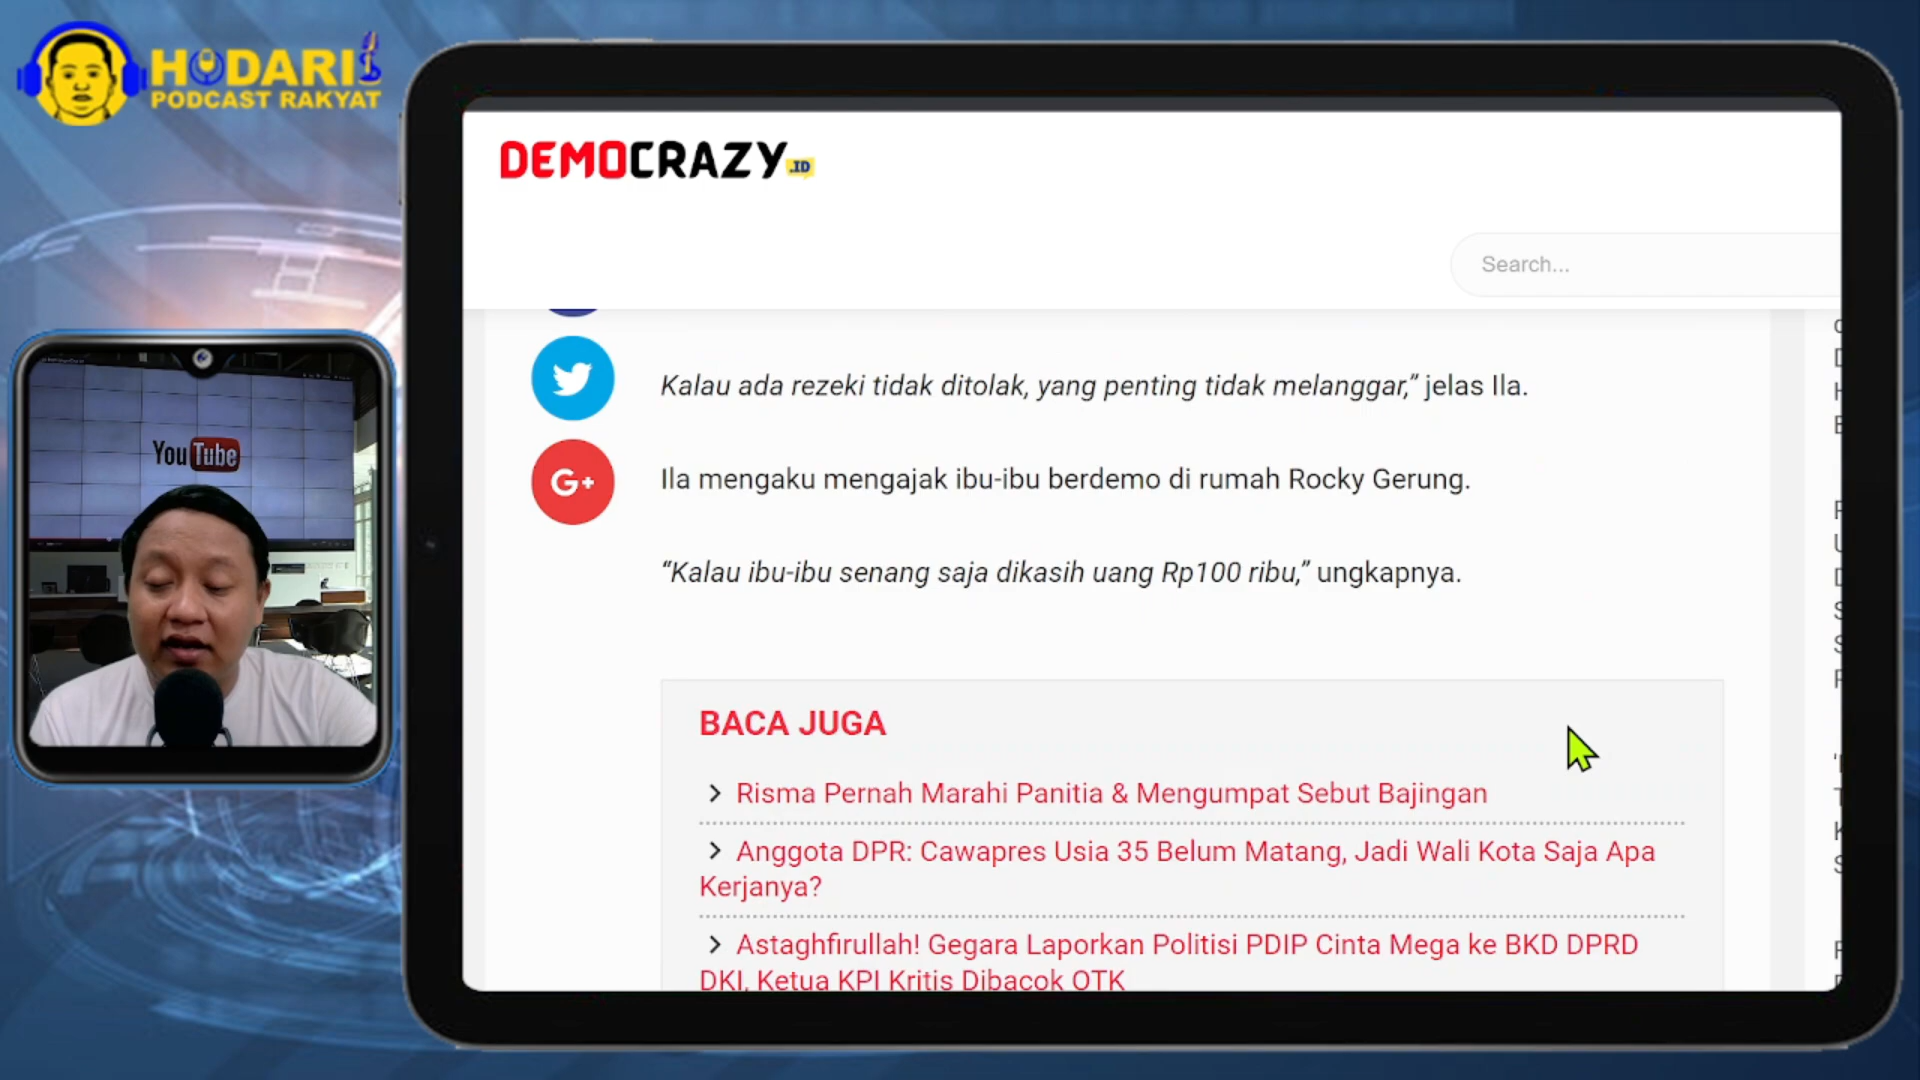 HODARI
PODCAST RAKYAT
DEMOCRAZY.ID
Search...
Kalau ada rezeki tidak ditolak, yang penting tidak melanggar,” jelas Ila.
G+
Ila mengaku mengajak ibu-ibu berdemo di rumah Rocky Gerung.
“Kalau ibu-ibu senang saja dikasih uang Rp100 ribu,” ungkapnya.
YouTube
BACA JUGA
Risma Pernah Marahi Panitia & Mengumpat Sebut Bajingan
Anggota DPR: Cawapres Usia 35 Belum Matang, Jadi Wali Kota Saja Apa
Kerjanya?
Astaghfirullah! Gegara Laporkan Politisi PDIP Cinta Mega ke BKD DPRD
DKI, Ketua KPI Kritis Dibacok OTK